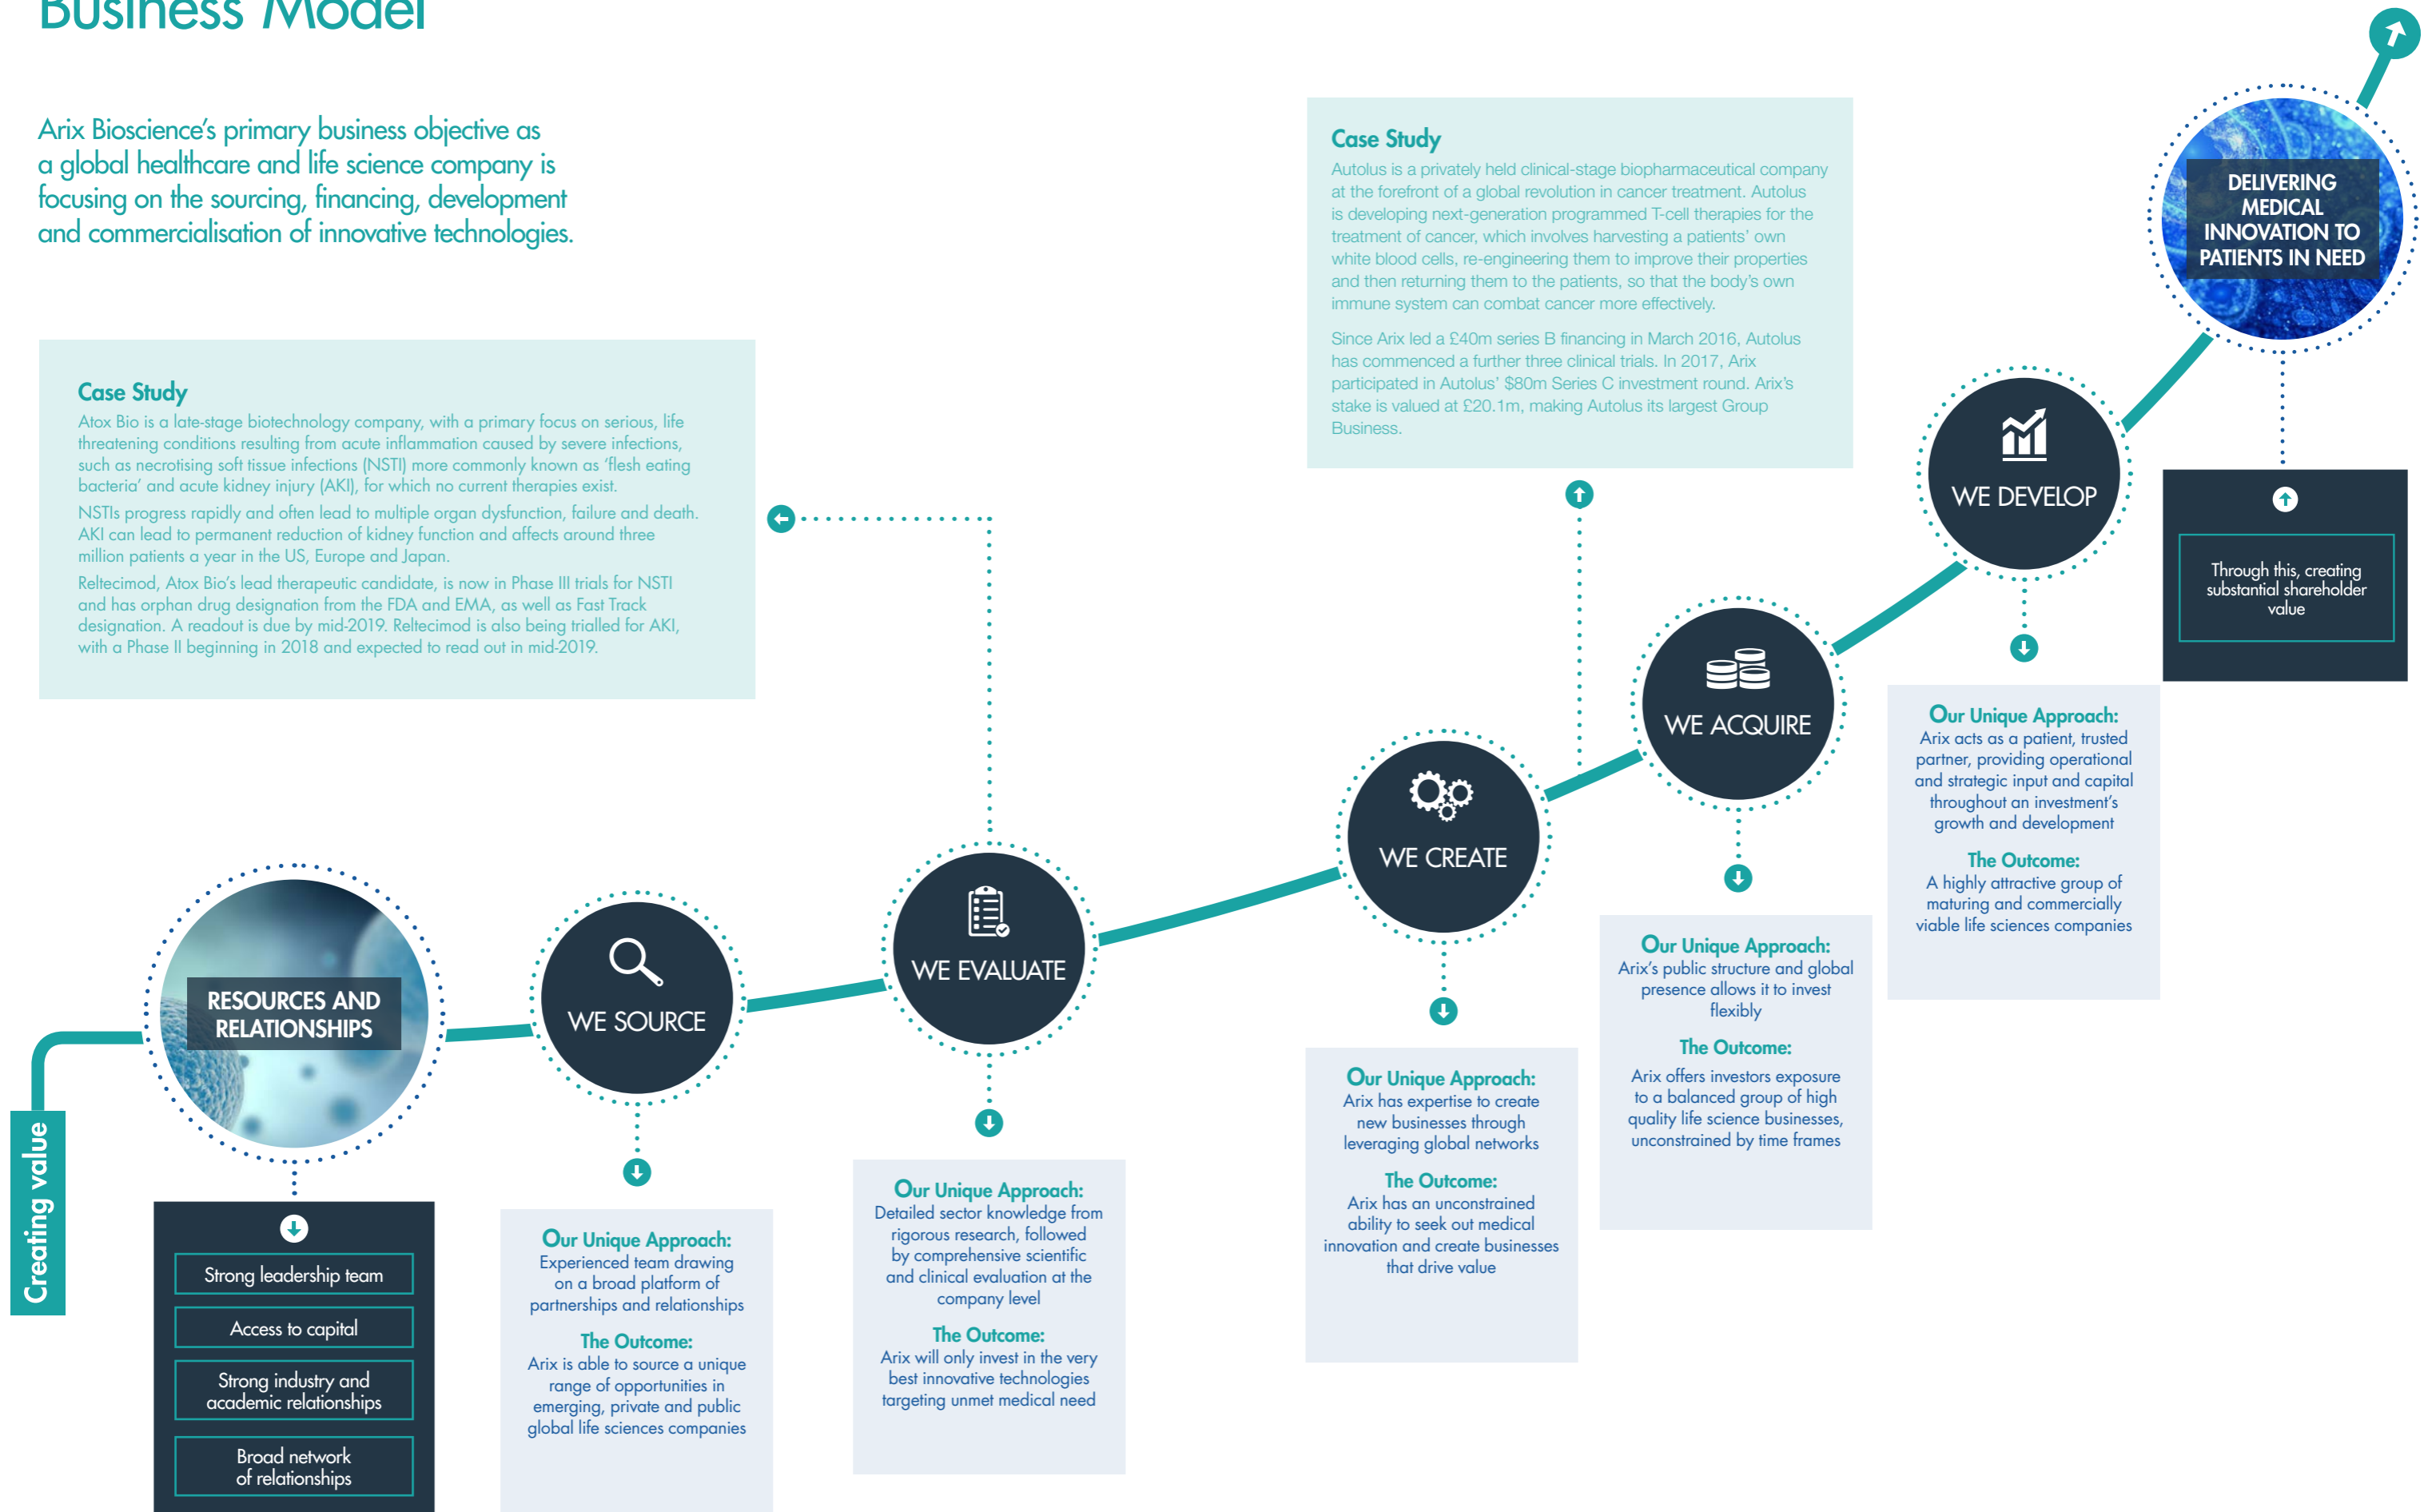 Business Model
Arix Bioscience's primary business objective as
a global healthcare and life science company is
focusing on the sourcing, financing, development
and commercialisation of innovative technologies.
Case Study
Atox Bio is a late-stage biotechnology company, with a primary focus on serious, life
threatening conditions resulting from acute inflammation caused by severe infections,
such as necrotising soft tissue infections (NSTI) more commonly known as ‘flesh eating
bacteria’ and acute kidney injury (AKI), for which no current therapies exist.
NSTIs progress rapidly and often lead to multiple organ dysfunction, failure and death.
AKI can lead to permanent reduction of kidney function and affects around three
million patients a year in the US, Europe and Japan.
Reltecimod, Atox Bio’s lead therapeutic candidate, is now in Phase III trials for NSTI
and has orphan drug designation from the FDA and EMA, as well as Fast Track
designation. A readout is due by mid-2019. Reltecimod is also being trialled for AKI,
with a Phase II beginning in 2018 and expected to read out in mid-2019.
Case Study
Autolus is a privately held clinical-stage biopharmaceutical company
at the forefront of a global revolution in cancer treatment. Autolus
is developing next-generation programmed T-cell therapies for the
treatment of cancer, which involves harvesting a patients’ own
white blood cells, re-engineering them to improve their properties
and then returning them to the patients, so that the body’s own
immune system can combat cancer more effectively.
Since Arix led a £40m series B financing in March 2016, Autolus
has commenced a further three clinical trials. In 2017, Arix
participated in Autolus’ $80m Series C investment round. Arix’s
stake is valued at £20.1m, making Autolus its largest Group
Business.
Creating value
RESOURCES AND
RELATIONSHIPS
Strong leadership team
Access to capital
Strong industry and
academic relationships
Broad network
of relationships
WE SOURCE
Our Unique Approach:
Experienced team drawing
on a broad platform of
partnerships and relationships
The Outcome:
Arix is able to source a unique
range of opportunities in
emerging, private and public
global life sciences companies
WE EVALUATE
Our Unique Approach:
Detailed sector knowledge from
rigorous research, followed
by comprehensive scientific
and clinical evaluation at the
company level
The Outcome:
Arix will only invest in the very
best innovative technologies
targeting unmet medical need
WE CREATE
Our Unique Approach:
Arix has expertise to create
new businesses through
leveraging global networks
The Outcome:
Arix has an unconstrained
ability to seek out medical
innovation and create businesses
that drive value
WE ACQUIRE
Our Unique Approach:
Arix’s public structure and global
presence allows it to invest
flexibly
The Outcome:
Arix offers investors exposure
to a balanced group of high
quality life science businesses,
unconstrained by time frames
WE DEVELOP
Our Unique Approach:
Arix acts as a patient, trusted
partner, providing operational
and strategic input and capital
throughout an investment’s
growth and development
The Outcome:
A highly attractive group of
maturing and commercially
viable life sciences companies
DELIVERING
MEDICAL
INNOVATION TO
PATIENTS IN NEED
Through this, creating
substantial shareholder
value